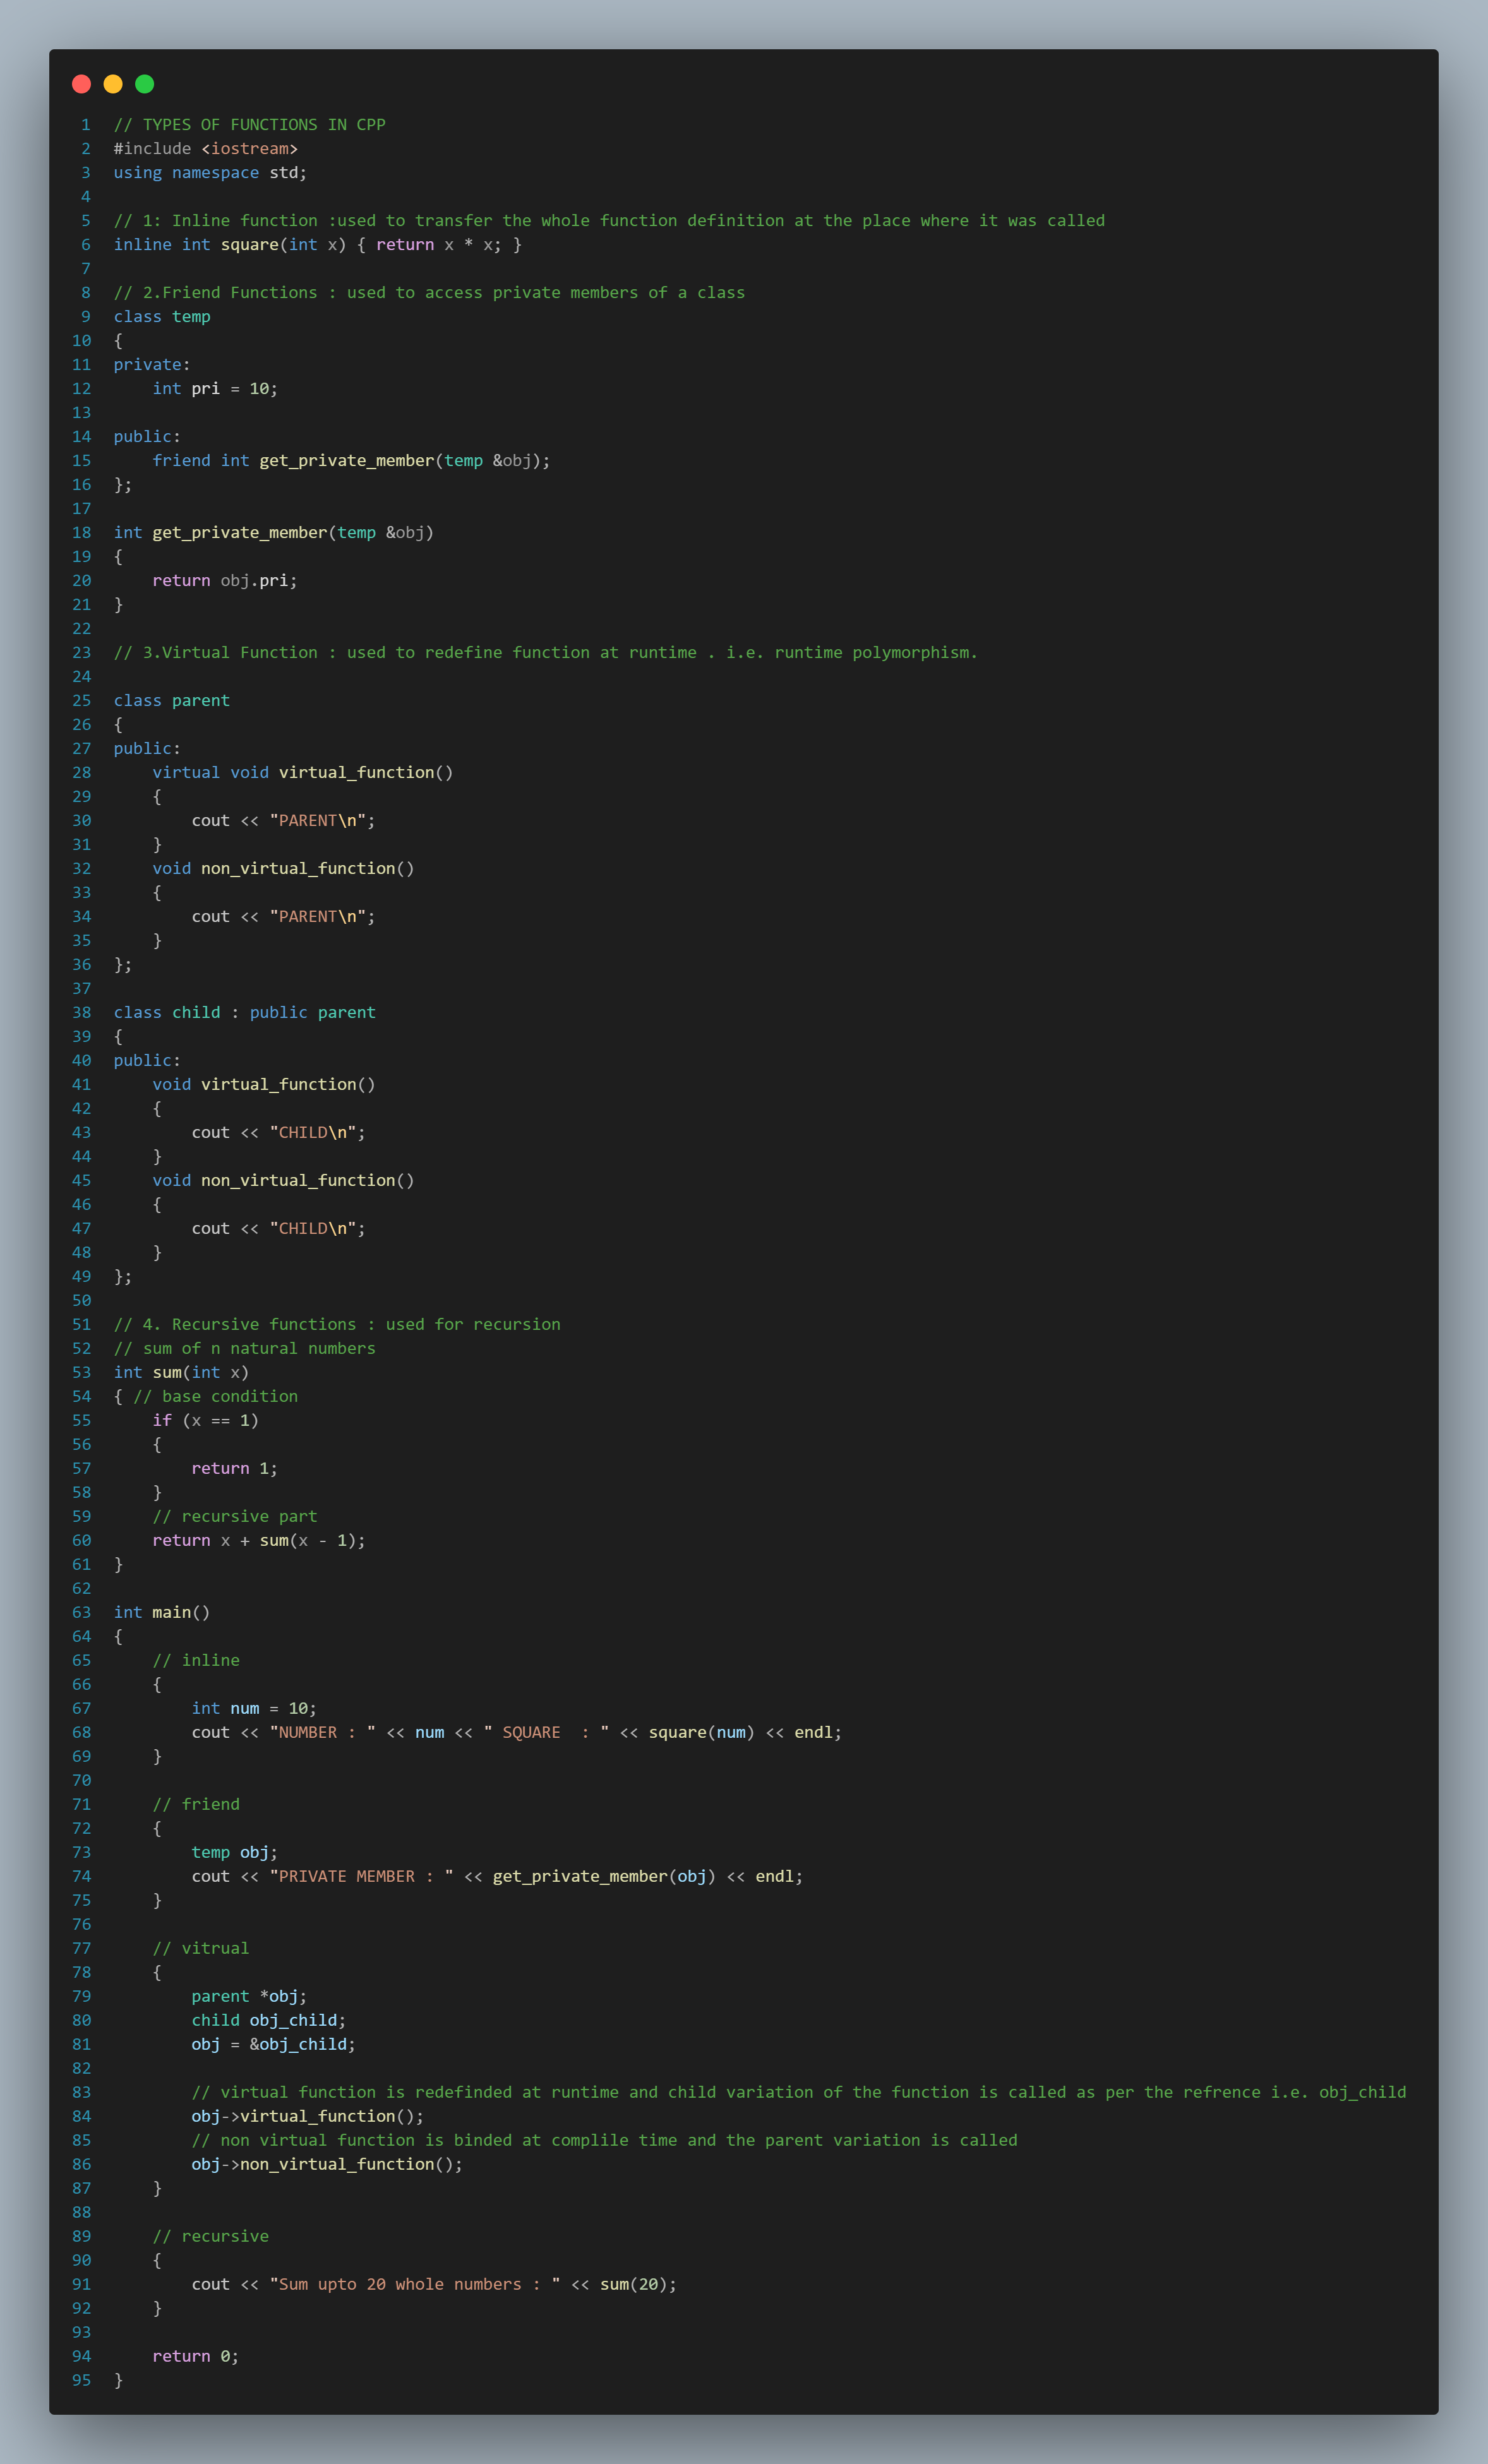 1 // TYPES OF FUNCTIONS IN CPP
2 #include <iostream>
3 using namespace std;
4
5 // 1: Inline function :used to transfer the whole function definition at the place where it was called
6 inline int square(int x) { return x * x; }
7
8 // 2.Friend Functions : used to access private members of a class
9 class temp
10 {
11 private:
12     int pri = 10;
13
14 public:
15     friend int get_private_member(temp &obj);
16 };
17
18 int get_private_member(temp &obj)
19 {
20     return obj.pri;
21 }
22
23 // 3.Virtual Function : used to redefine function at runtime . i.e. runtime polymorphism.
24
25 class parent
26 {
27 public:
28     virtual void virtual_function()
29     {
30         cout << "PARENT\n";
31     }
32     void non_virtual_function()
33     {
34         cout << "PARENT\n";
35     }
36 };
37
38 class child : public parent
39 {
40 public:
41     void virtual_function()
42     {
43         cout << "CHILD\n";
44     }
45     void non_virtual_function()
46     {
47         cout << "CHILD\n";
48     }
49 };
50
51 // 4. Recursive functions : used for recursion
52 // sum of n natural numbers
53 int sum(int x)
54 { // base condition
55     if (x == 1)
56     {
57         return 1;
58     }
59     // recursive part
60     return x + sum(x - 1);
61 }
62
63 int main()
64 {
65     // inline
66     {
67         int num = 10;
68         cout << "NUMBER : " << num << " SQUARE  : " << square(num) << endl;
69     }
70
71     // friend
72     {
73         temp obj;
74         cout << "PRIVATE MEMBER : " << get_private_member(obj) << endl;
75     }
76
77     // vitrual
78     {
79         parent *obj;
80         child obj_child;
81         obj = &obj_child;
82
83         // virtual function is redefinded at runtime and child variation of the function is called as per the refrence i.e. obj_child
84         obj->virtual_function();
85         // non virtual function is binded at complile time and the parent variation is called
86         obj->non_virtual_function();
87     }
88
89     // recursive
90     {
91         cout << "Sum upto 20 whole numbers : " << sum(20);
92     }
93
94     return 0;
95 }